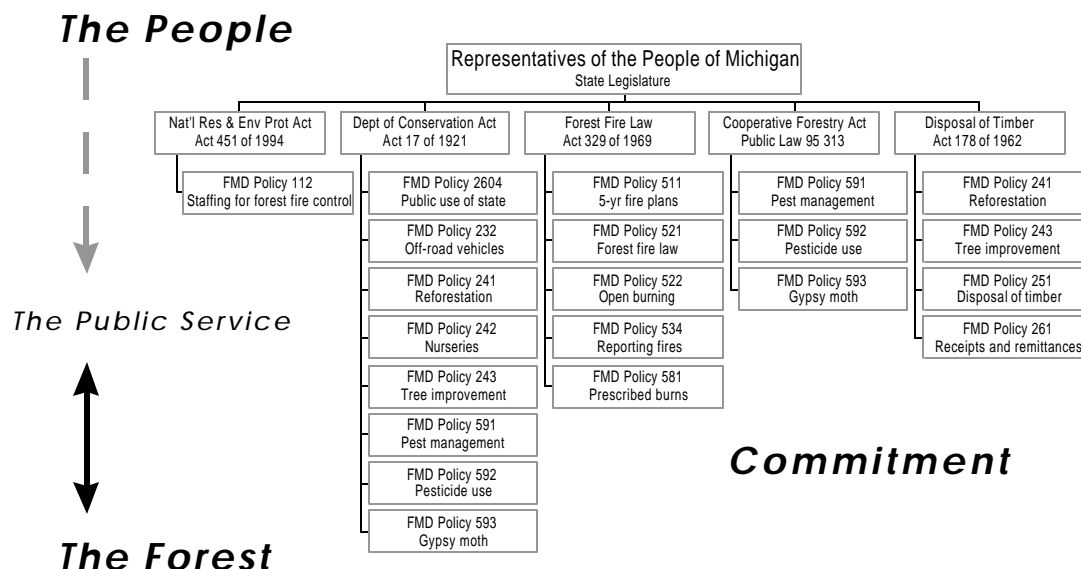 The People
Representatives of the People of Michigan
State Legislature
Nat'l Res & Env Prot Act
Act 451 of 1994
FMD Policy 112
Staffing for forest fire control
Dept of Conservation Act
Act 17 of 1921
FMD Policy 2604
Public use of state
FMD Policy 232
Off-road vehicles
FMD Policy 241
Reforestation
FMD Policy 242
Nurseries
FMD Policy 243
Tree improvement
FMD Policy 591
Pest management
FMD Policy 592
Pesticide use
FMD Policy 593
Gypsy moth
Forest Fire Law
Act 329 of 1969
FMD Policy 511
5-yr fire plans
FMD Policy 521
Forest fire law
FMD Policy 522
Open burning
FMD Policy 534
Reporting fires
FMD Policy 581
Prescribed burns
Cooperative Forestry Act
Public Law 95 313
FMD Policy 591
Pest management
FMD Policy 592
Pesticide use
FMD Policy 593
Gypsy moth
Disposal of Timber
Act 178 of 1962
FMD Policy 241
Reforestation
FMD Policy 243
Tree improvement
FMD Policy 251
Disposal of timber
FMD Policy 261
Receipts and remittances
The Public Service
Commitment
The Forest